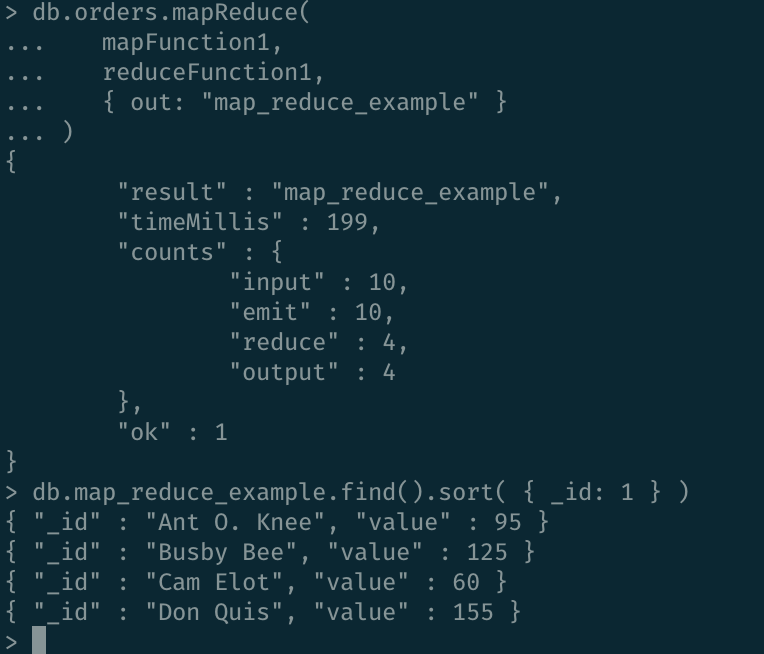 > db.orders.mapReduce(
...    mapFunction1,
...    reduceFunction1,
...    { out: "map_reduce_example" }
... )
{
        "result" : "map_reduce_example",
        "timeMillis" : 199,
        "counts" : {
                "input" : 10,
                "emit" : 10,
                "reduce" : 4,
                "output" : 4
        },
        "ok" : 1
}
> db.map_reduce_example.find().sort( { _id: 1 } )
{ "_id" : "Ant O. Knee", "value" : 95 }
{ "_id" : "Busby Bee", "value" : 125 }
{ "_id" : "Cam Elot", "value" : 60 }
{ "_id" : "Don Quis", "value" : 155 }
>